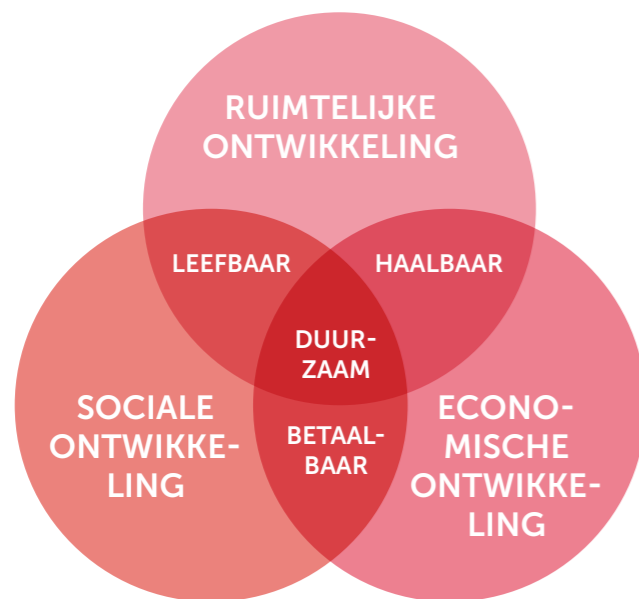 RUIMTELIJKE
ONTWIKKELING
LEEFBAAR
HAALBAAR
DUUR-
ZAAM
SOCIALE
ONTWIKKE-
LING
BETAAL-
BAAR
ECONO-
MISCHE
ONTWIKKE-
LING